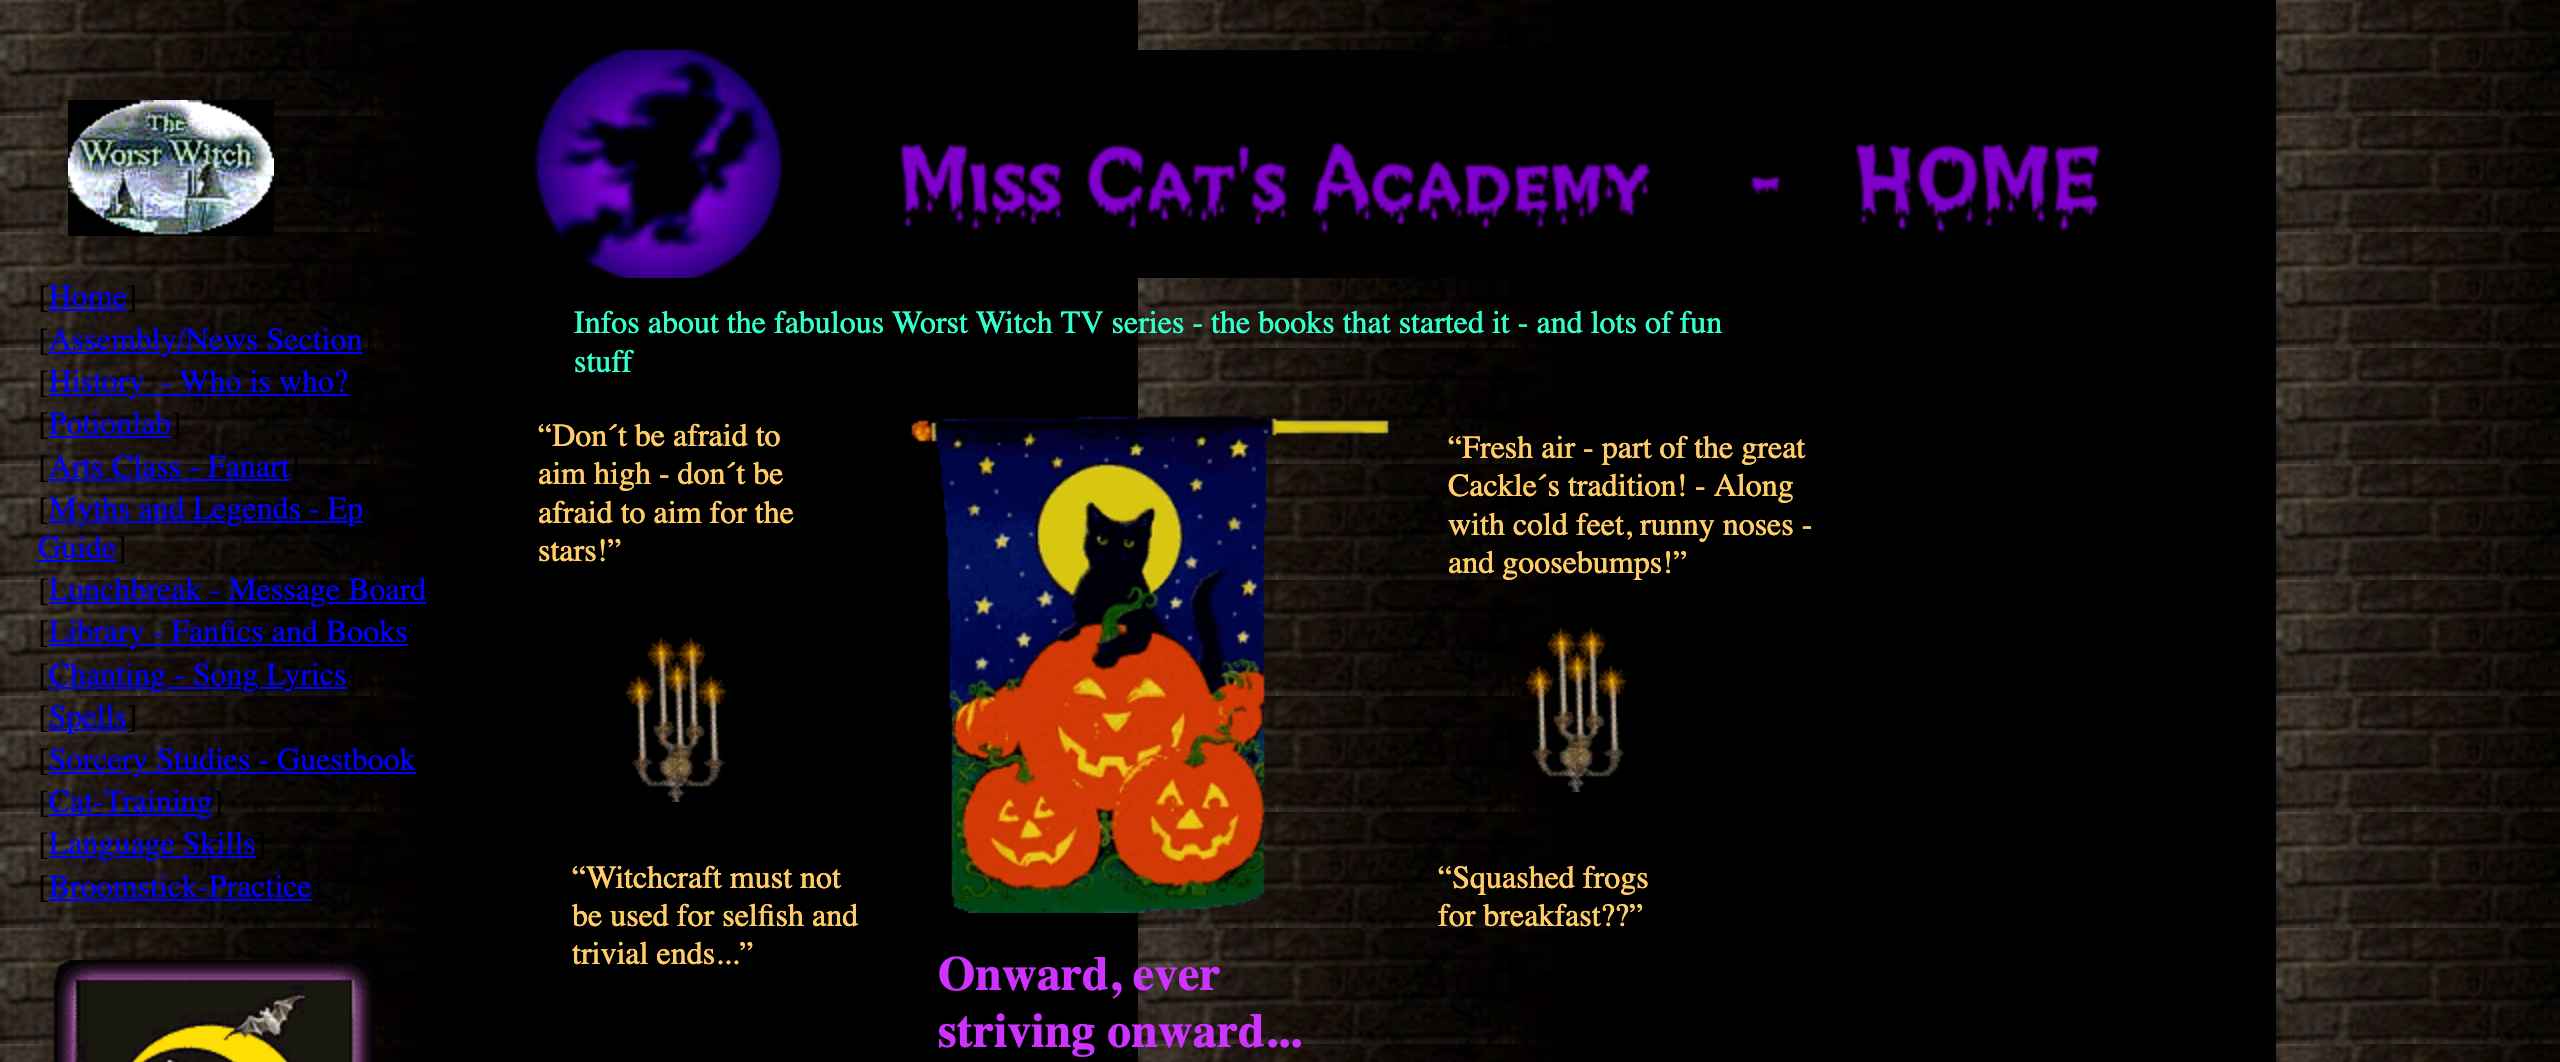 The
Worst Witch
Miss Cat's Academy - HOME
[Home]
[Assembly/News Section]
[History - Who is who?]
[Potionlab]
[Arts Class - Fanart]
[Myths and Legends - Ep
Guide]
[Lunchbreak - Message Board
[Library - Fanfics and Books
[Chanting - Song Lyrics]
[Spells]
[Sorcery Studies - Guestbook
[Cat-Training]
[Language Skills]
[Broomstick-Practice
Infos about the fabulous Worst Witch TV series - the books that started it - and lots of fun
stuff
“Don´t be afraid to
aim high - don´t be
afraid to aim for the
stars!”
“Fresh air - part of the great
Cackle´s tradition! - Along
with cold feet, runny noses -
and goosebumps!”
“Witchcraft must not
be used for selfish and
trivial ends...”
“Squashed frogs
for breakfast??”
Onward, ever
striving onward...